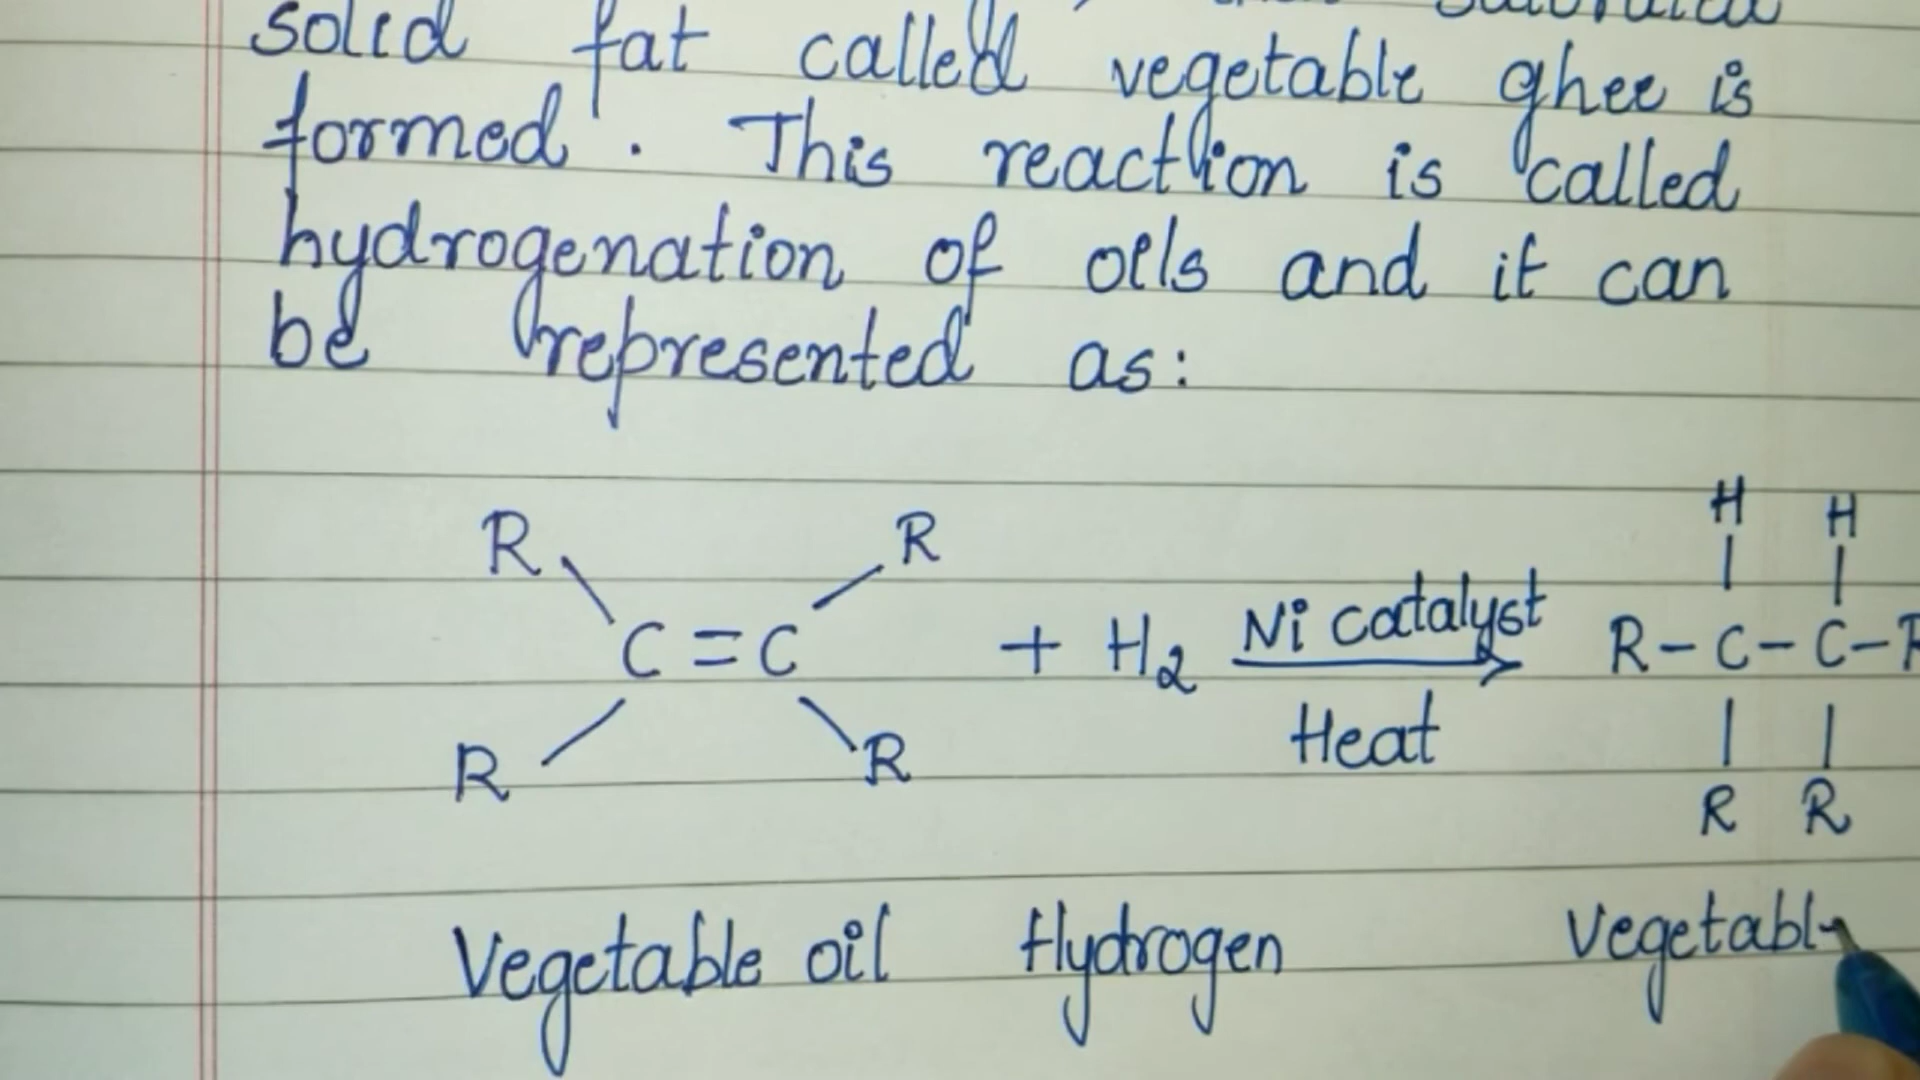 solid fat called vegetable ghee is
formed. This reaction is called
hydrogenation of oils and it can
be represented as:
H H
R R
C = C + H₂ Ni catalyst R - C - C - R
Heat
R R R R
Vegetable oil Hydrogen Vegetabl